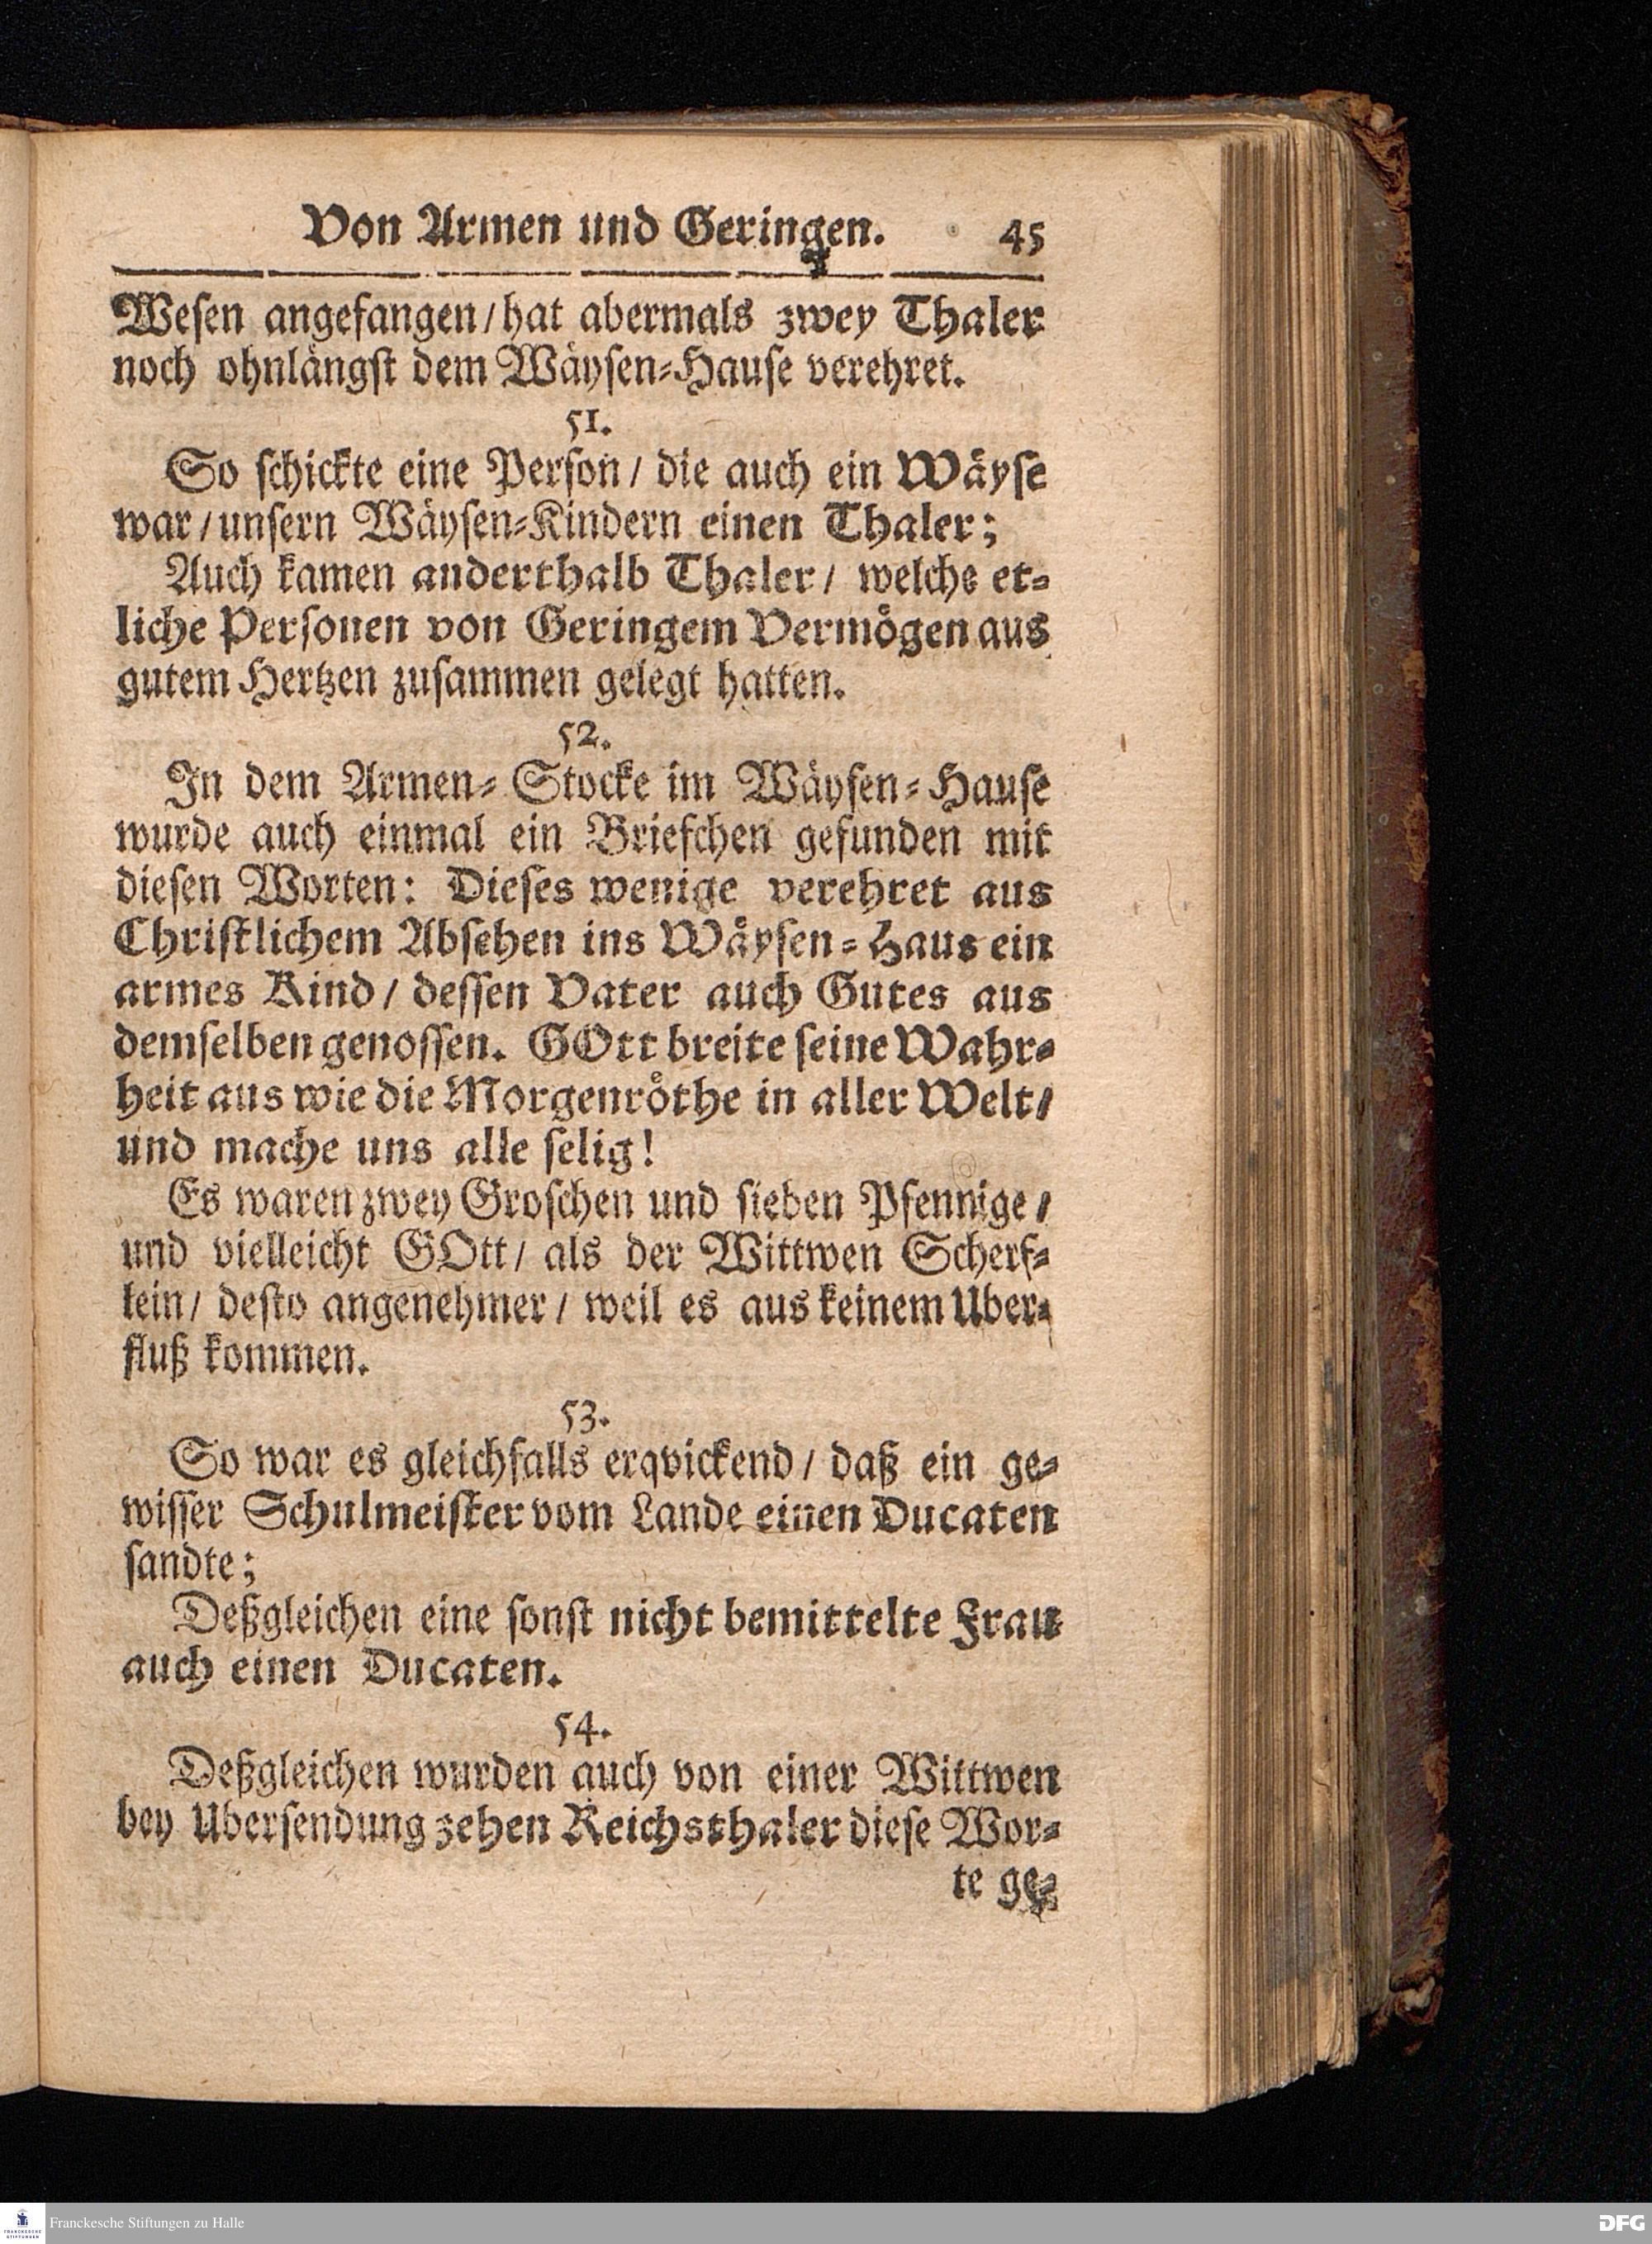 Von Armen und Geringen. 45
Wesen angefangen / hat abermals zwey Thaler
noch ohnlängst dem Wäysen-Hause verehret.
51.
So schickte eine Person / die auch ein Wäyse
war / unsern Wäysen-Kindern einen Thaler;
Auch kamen anderthalb Thaler / welche et-
liche Personen von Geringem Vermögen aus
gutem Hertzen zusammen gelegt hatten.
52.
In dem Armen-Stocke im Wäysen-Hause
wurde auch einmal ein Briefchen gefunden mit
diesen Worten: Dieses wenige verehret aus
Christlichem Absehen ins Wäysen-Haus ein
armes Kind / dessen Vater auch Gutes aus
demselben genossen. GOtt breite seine Wahr-
heit aus wie die Morgenröthe in aller Welt /
und mache uns alle selig!
Es waren zwey Groschen und sieben Pfennige /
und vielleicht GOtt / als der Wittwen Scherf-
lein / desto angenehmer / weil es aus keinem Uber-
fluß kommen.
53.
So war es gleichfalls erqvickend / daß ein ge-
wisser Schulmeister vom Lande einen Ducaten
sandte;
Deßgleichen eine sonst nicht bemittelte Frau
auch einen Ducaten.
54.
Deßgleichen wurden auch von einer Wittwen
bey Ubersendung zehen Reichsthaler diese Wor-
te ge-
FRANCKESCHE STIFTUNGEN
Franckesche Stiftungen zu Halle
DFG